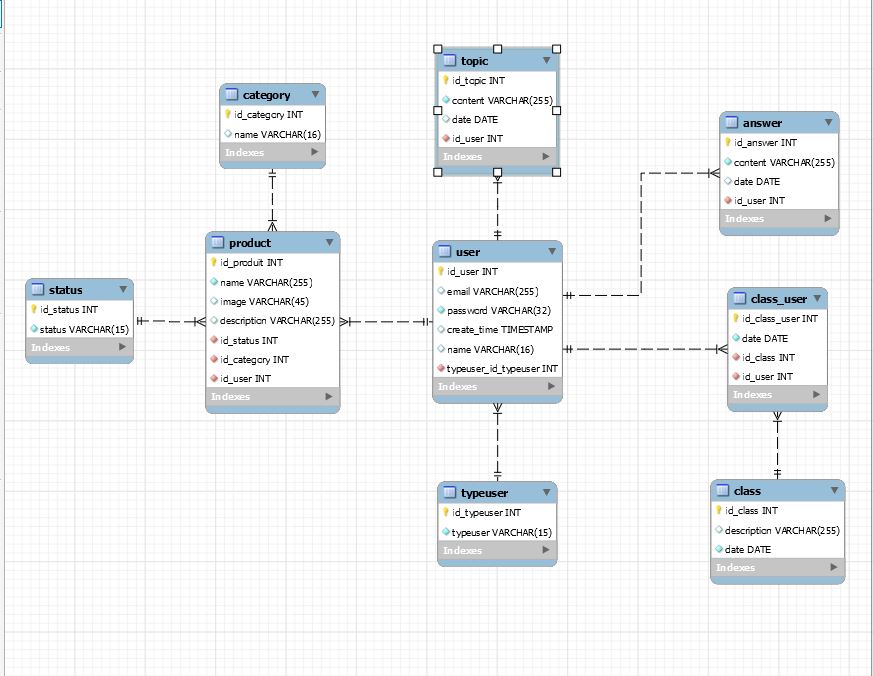 topic
id_topic INT
content VARCHAR(255)
date DATE
id_user INT
Indexes
category
id_category INT
name VARCHAR(16)
Indexes
answer
id_answer INT
content VARCHAR(255)
date DATE
id_user INT
Indexes
product
id_produit INT
name VARCHAR(255)
image VARCHAR(45)
description VARCHAR(255)
id_status INT
id_category INT
id_user INT
Indexes
user
id_user INT
email VARCHAR(255)
password VARCHAR(32)
create_time TIMESTAMP
name VARCHAR(16)
typeuser_id_typeuser INT
Indexes
status
id_status INT
status VARCHAR(15)
Indexes
class_user
id_class_user INT
date DATE
id_class INT
id_user INT
Indexes
typeuser
id_typeuser INT
typeuser VARCHAR(15)
Indexes
class
id_class INT
description VARCHAR(255)
date DATE
Indexes